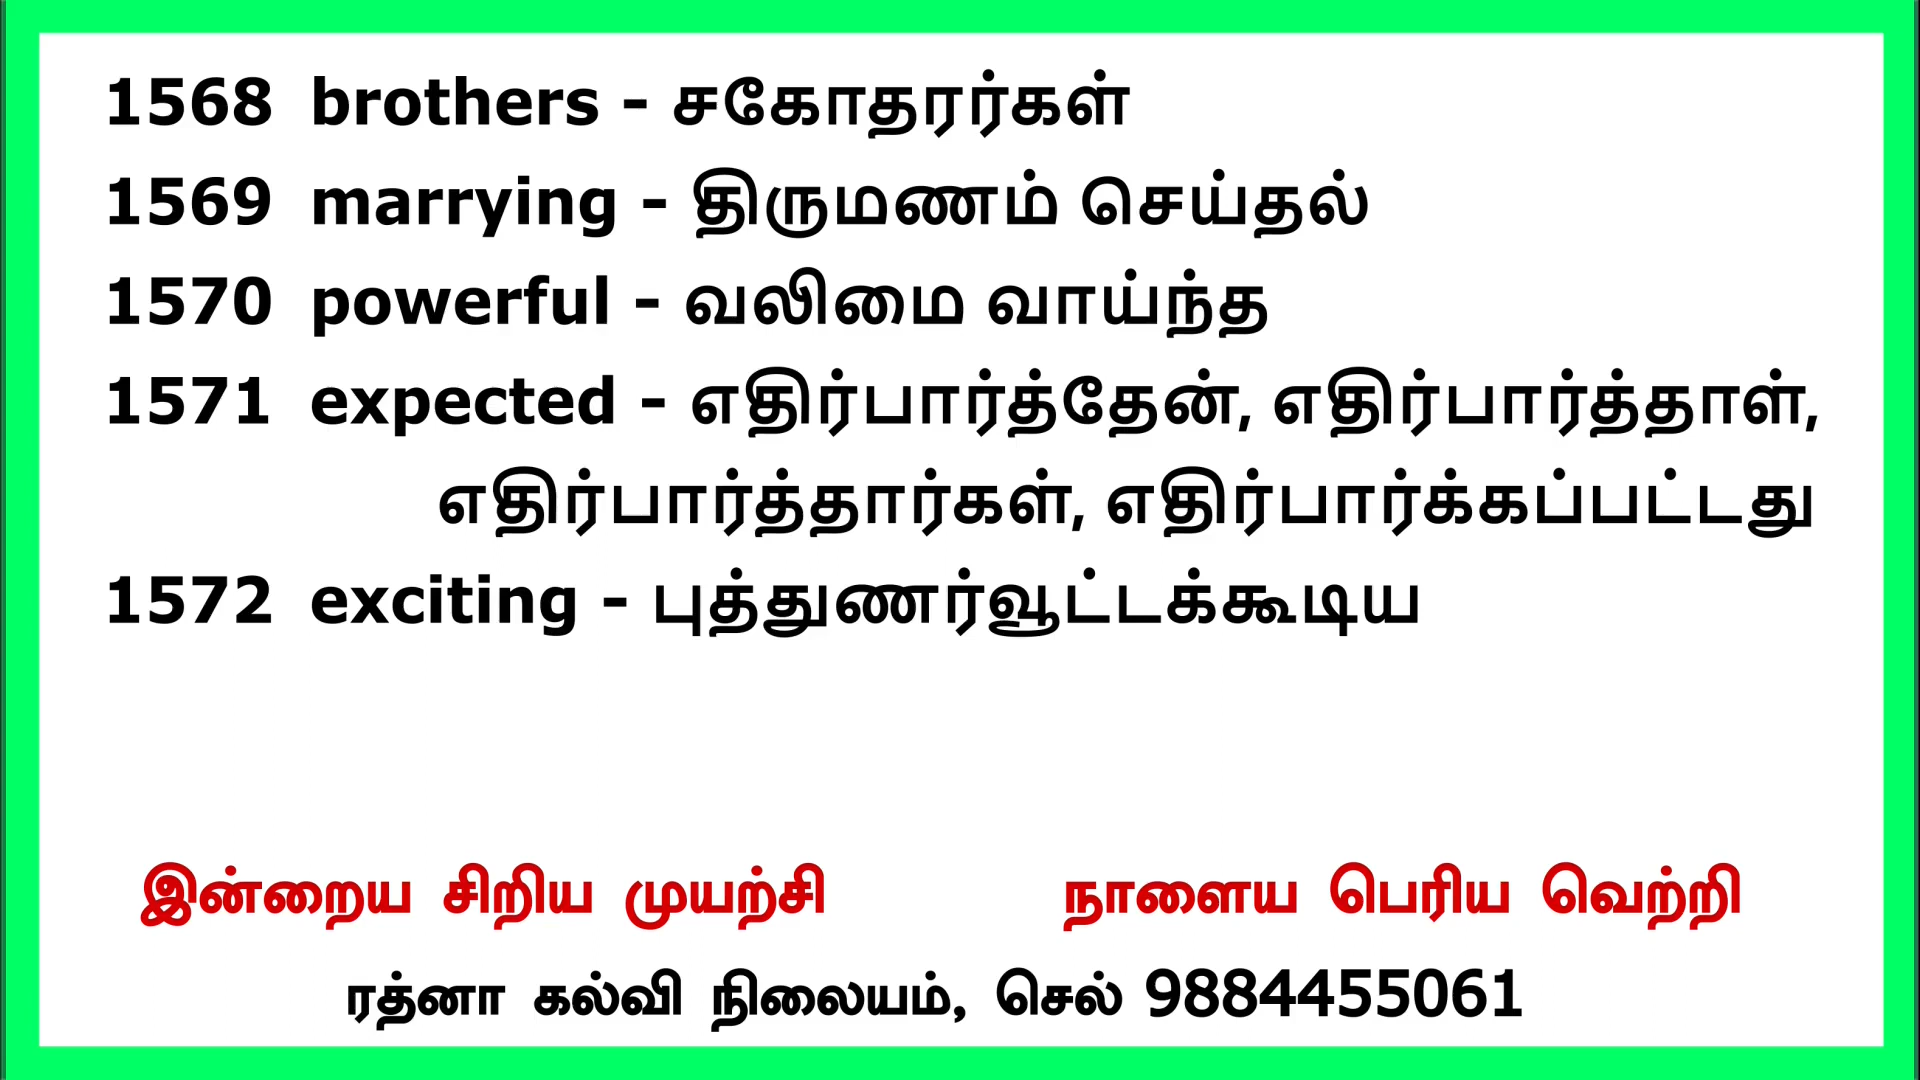 1568 brothers - சகோதரர்கள்
1569 marrying - திருமணம் செய்தல்
1570 powerful - வலிமை வாய்ந்த
1571 expected - எதிர்பார்த்தேன், எதிர்பார்த்தாள்,
எதிர்பார்த்தார்கள், எதிர்பார்க்கப்பட்டது
1572 exciting - புத்துணர்வூட்டக்கூடிய
இன்றைய சிறிய முயற்சி நாளைய பெரிய வெற்றி
ரத்னா கல்வி நிலையம், செல் 9884455061